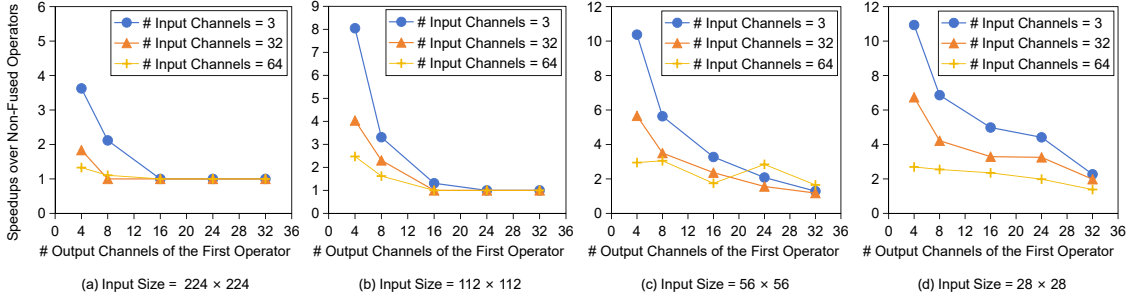 Speedups over Non-Fused Operators
6
5
4
3
2
1
0
# Input Channels = 3
# Input Channels = 32
# Input Channels = 64
0 4 8 12 16 20 24 28 32 36
# Output Channels of the First Operator
(a) Input Size = 224 × 224
9
8
7
6
5
4
3
2
1
0
# Input Channels = 3
# Input Channels = 32
# Input Channels = 64
0 4 8 12 16 20 24 28 32 36
# Output Channels of the First Operator
(b) Input Size = 112 × 112
12
10
8
6
4
2
0
# Input Channels = 3
# Input Channels = 32
# Input Channels = 64
0 4 8 12 16 20 24 28 32 36
# Output Channels of the First Operator
(c) Input Size = 56 × 56
12
10
8
6
4
2
0
# Input Channels = 3
# Input Channels = 32
# Input Channels = 64
0 4 8 12 16 20 24 28 32 36
# Output Channels of the First Operator
(d) Input Size = 28 × 28